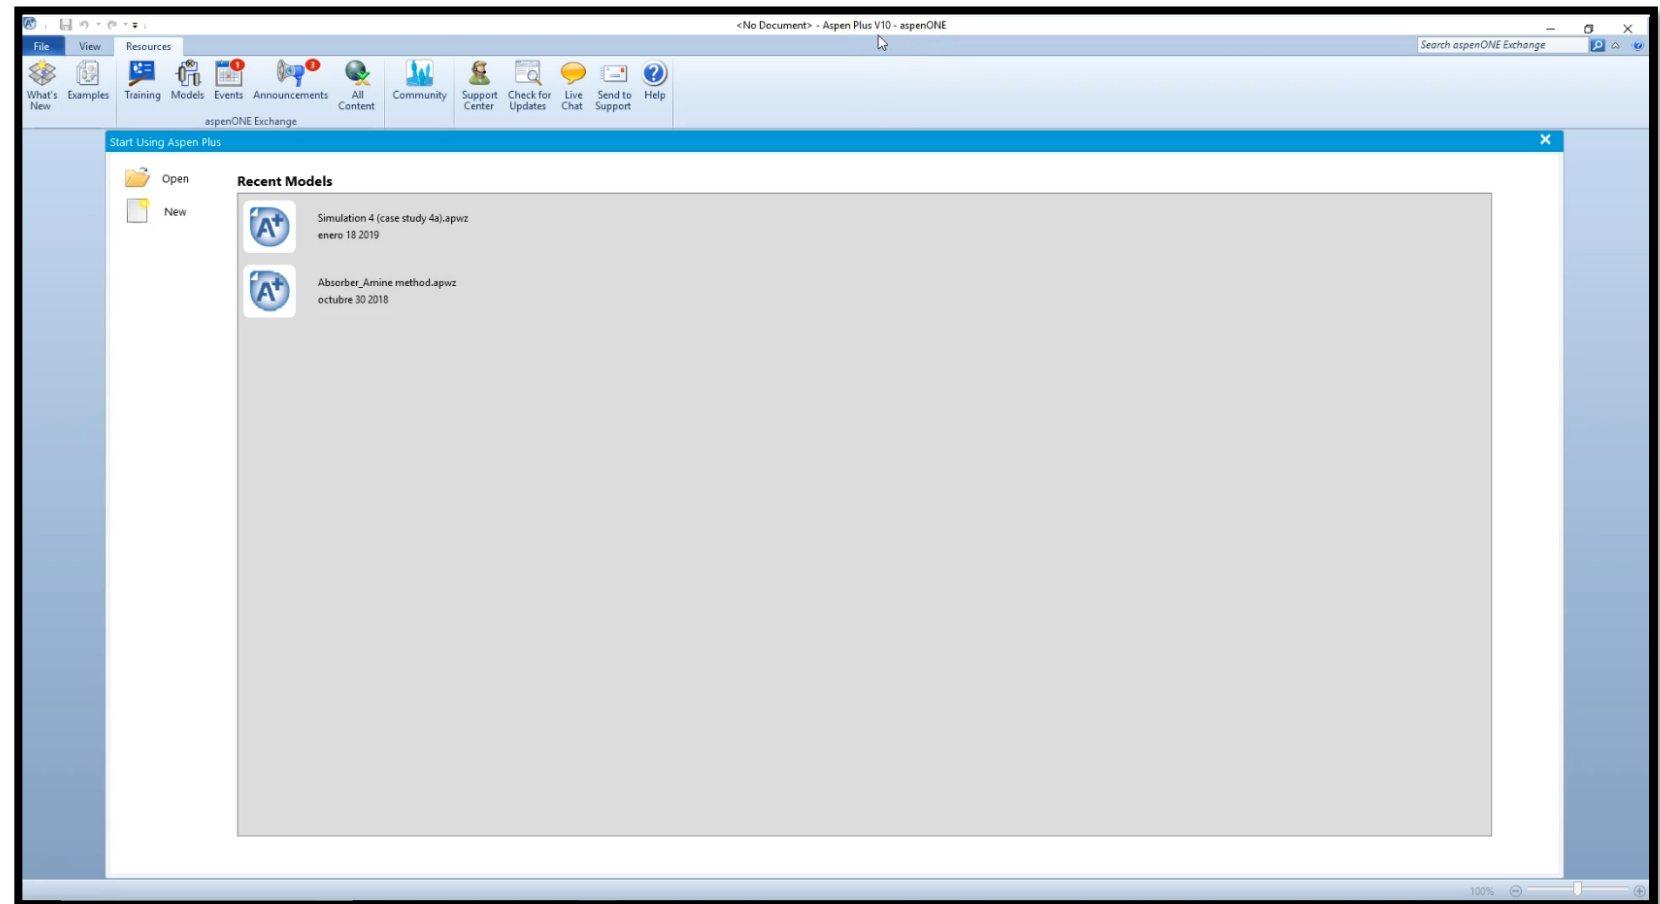 <No Document> - Aspen Plus V10 - aspenONE
File View Resources Search aspenONE Exchange
What's New
Examples
Training
Models
Events
1
Announcements
3
All Content
Community
Support Center
Check for Updates
Live Chat
Send to Support
Help
aspenONE Exchange
Start Using Aspen Plus
Open
New
Recent Models
Simulation 4 (case study 4a).apwz
enero 18 2019
Absorber_Amine method.apwz
octubre 30 2018
100%